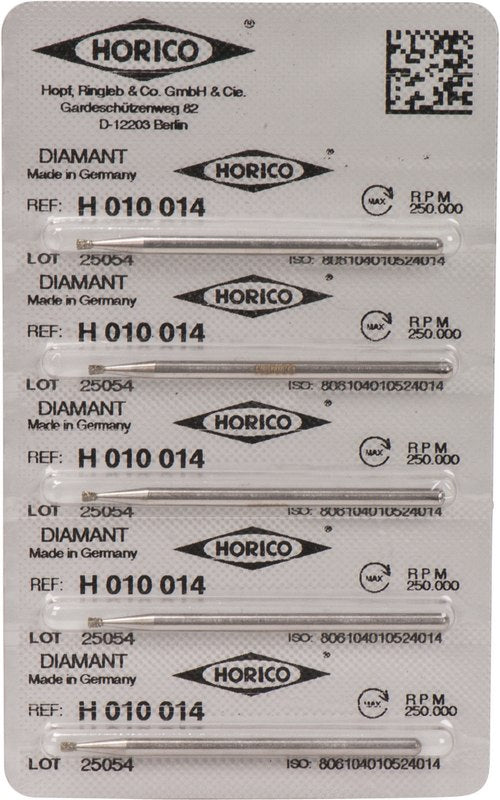 HORICO ®
Hopf, Ringleb & Co. GmbH & Cie.
Gardeschützenweg 82
D-12203 Berlin
DIAMANT HORICO ®
Made in Germany
REF: H 010 014 MAX RPM 250.000
LOT 25054 ISO: 806104010524014
DIAMANT HORICO ®
Made in Germany
REF: H 010 014 MAX RPM 250.000
LOT 25054 ISO: 806104010524014
DIAMANT HORICO ®
Made in Germany
REF: H 010 014 MAX RPM 250.000
LOT 25054 ISO: 806104010524014
DIAMANT HORICO ®
Made in Germany
REF: H 010 014 MAX RPM 250.000
LOT 25054 ISO: 806104010524014
DIAMANT HORICO ®
Made in Germany
REF: H 010 014 MAX RPM 250.000
LOT 25054 ISO: 806104010524014